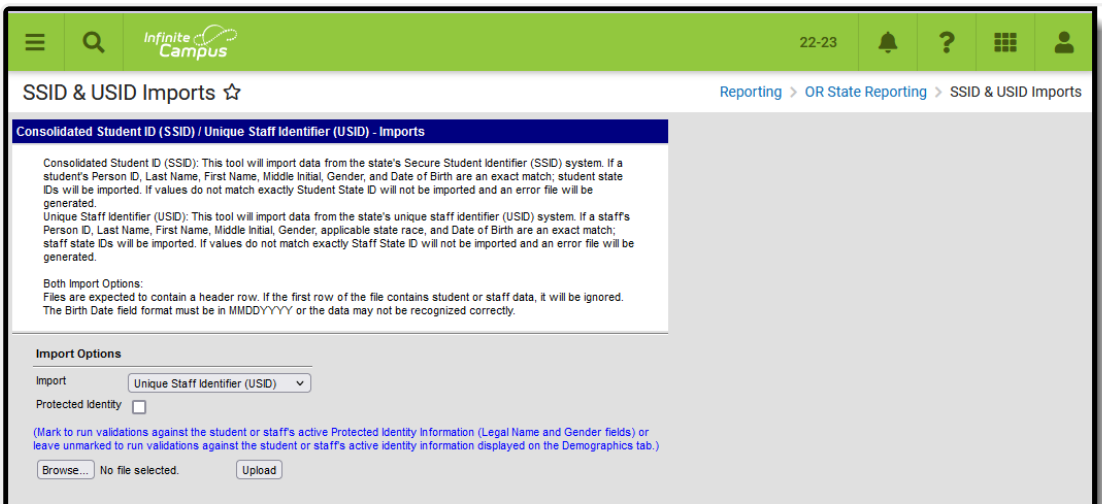 Infinite Campus
22-23
?
SSID & USID Imports
Reporting > OR State Reporting > SSID & USID Imports
Consolidated Student ID (SSID) / Unique Staff Identifier (USID) - Imports
Consolidated Student ID (SSID): This tool will import data from the state's Secure Student Identifier (SSID) system. If a
student's Person ID, Last Name, First Name, Middle Initial, Gender, and Date of Birth are an exact match; student state
IDs will be imported. If values do not match exactly Student State ID will not be imported and an error file will be
generated.
Unique Staff Identifier (USID): This tool will import data from the state's unique staff identifier (USID) system. If a staff's
Person ID, Last Name, First Name, Middle Initial, Gender, applicable state race, and Date of Birth are an exact match;
staff state IDs will be imported. If values do not match exactly Staff State ID will not be imported and an error file will be
generated.
Both Import Options:
Files are expected to contain a header row. If the first row of the file contains student or staff data, it will be ignored.
The Birth Date field format must be in MMDDYYYY or the data may not be recognized correctly.
Import Options
Import Unique Staff Identifier (USID)
Protected Identity
(Mark to run validations against the student or staff's active Protected Identity Information (Legal Name and Gender fields) or
leave unmarked to run validations against the student or staff's active identity information displayed on the Demographics tab.)
Browse... No file selected. Upload